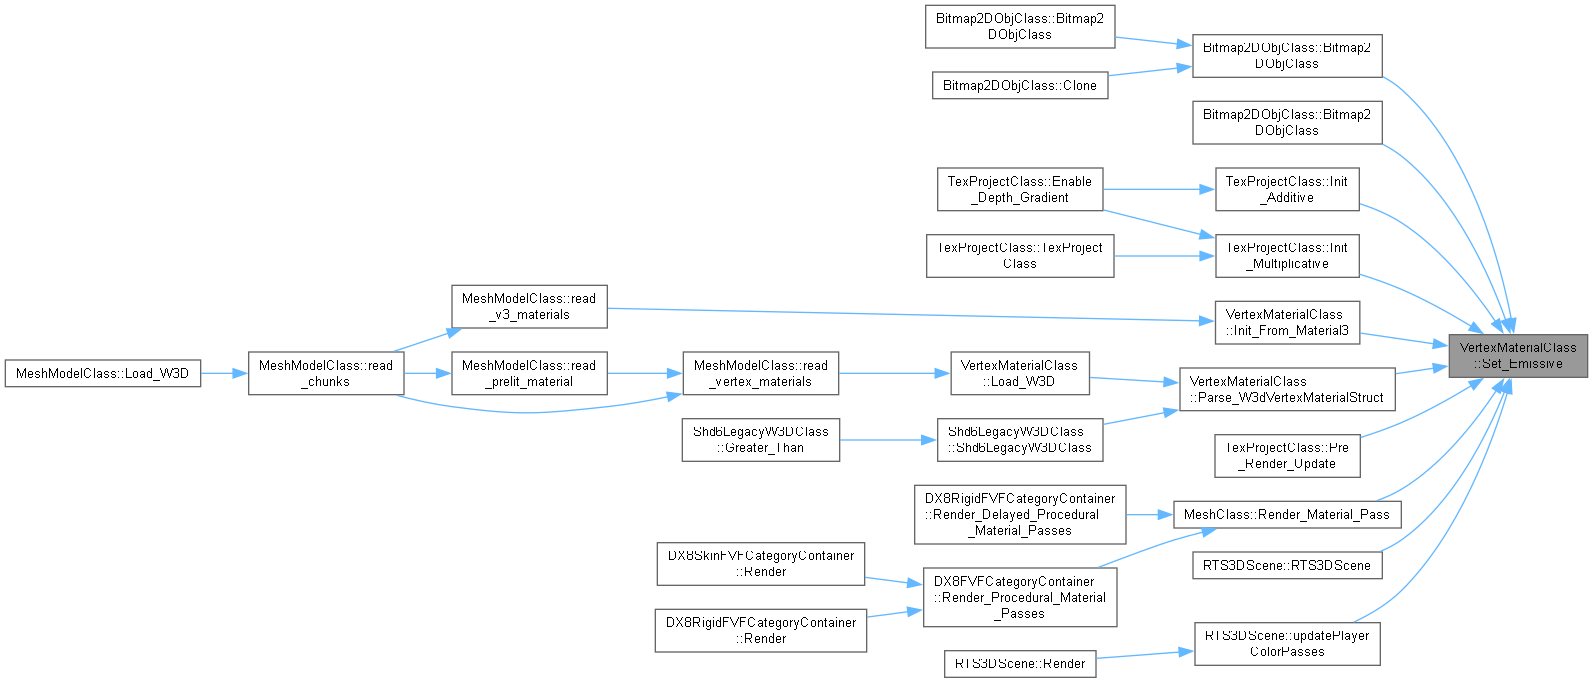 Bitmap2DObjClass::Bitmap2
DObjClass
Bitmap2DObjClass::Bitmap2
DObjClass
Bitmap2DObjClass::Clone
Bitmap2DObjClass::Bitmap2
DObjClass
TexProjectClass::Enable
_Depth_Gradient
TexProjectClass::Init
_Additive
TexProjectClass::TexProject
Class
TexProjectClass::Init
_Multiplicative
MeshModelClass::read
_v3_materials
VertexMaterialClass
::Init_From_Material3
VertexMaterialClass
::Set_Emissive
MeshModelClass::Load_W3D
MeshModelClass::read
_chunks
MeshModelClass::read
_prelit_material
MeshModelClass::read
_vertex_materials
VertexMaterialClass
::Load_W3D
VertexMaterialClass
::Parse_W3dVertexMaterialStruct
Shd6LegacyW3DClass
::Greater_Than
Shd6LegacyW3DClass
::Shd6LegacyW3DClass
TexProjectClass::Pre
_Render_Update
DX8RigidFVFCategoryContainer
::Render_Delayed_Procedural
_Material_Passes
MeshClass::Render_Material_Pass
DX8SkinFVFCategoryContainer
::Render
DX8FVFCategoryContainer
::Render_Procedural_Material
_Passes
RTS3DScene::RTS3DScene
DX8RigidFVFCategoryContainer
::Render
RTS3DScene::updatePlayer
ColorPasses
RTS3DScene::Render